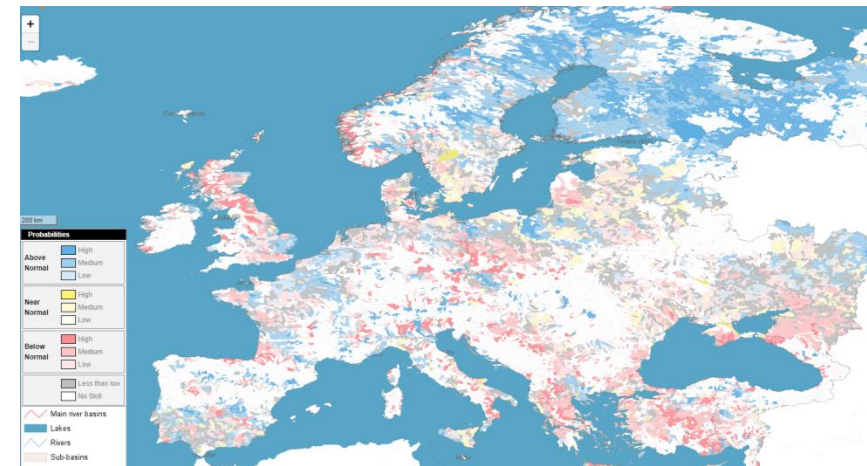 +
−
200 km
Probabilities
Above Normal
High
Medium
Low
Near Normal
High
Medium
Low
Below Normal
High
Medium
Low
Less than low
No Skill
Main river basins
Lakes
Rivers
Sub-basins